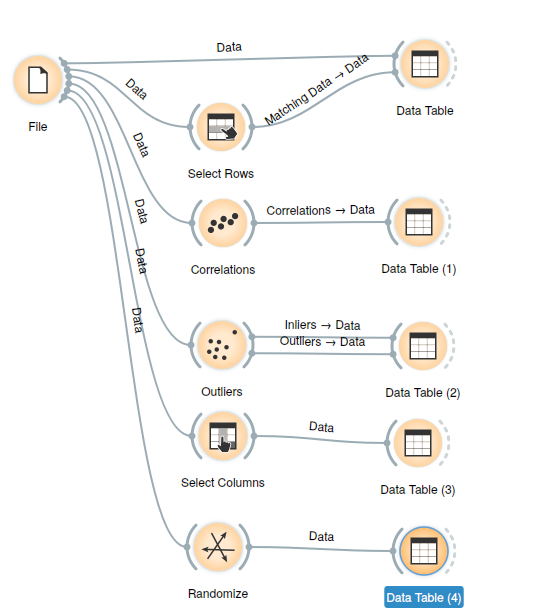 Data
File
Data
Matching Data → Data
Data Table
Select Rows
Data
Correlations → Data
Correlations
Data Table (1)
Data
Data
Inliers → Data
Outliers → Data
Outliers
Data Table (2)
Data
Data
Select Columns
Data Table (3)
Data
Randomize
Data Table (4)